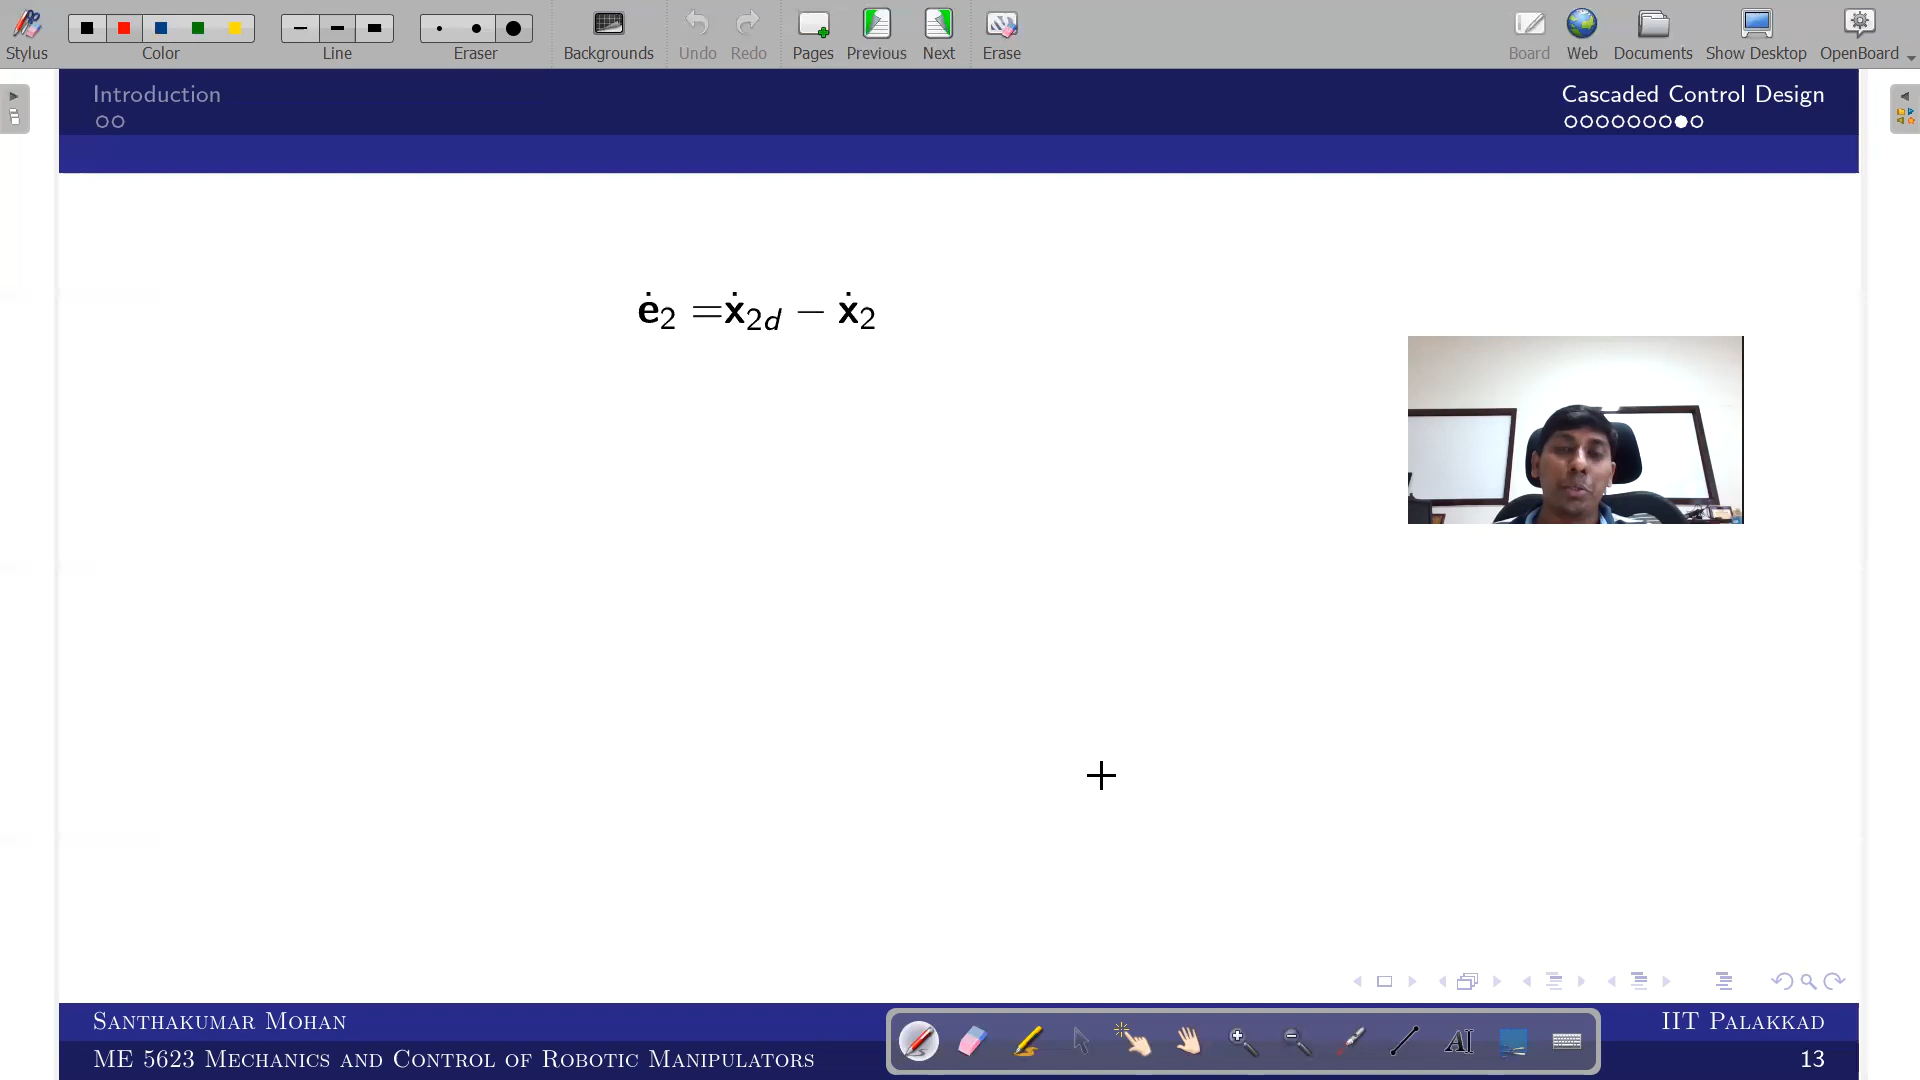 Stylus Color Line Eraser Backgrounds Undo Redo Pages Previous Next Erase Board Web Documents Show Desktop OpenBoard
Introduction Cascaded Control Design
ė₂ =ẋ₂d − ẋ₂
Santhakumar Mohan IIT Palakkad
ME 5623 Mechanics and Control of Robotic Manipulators 13